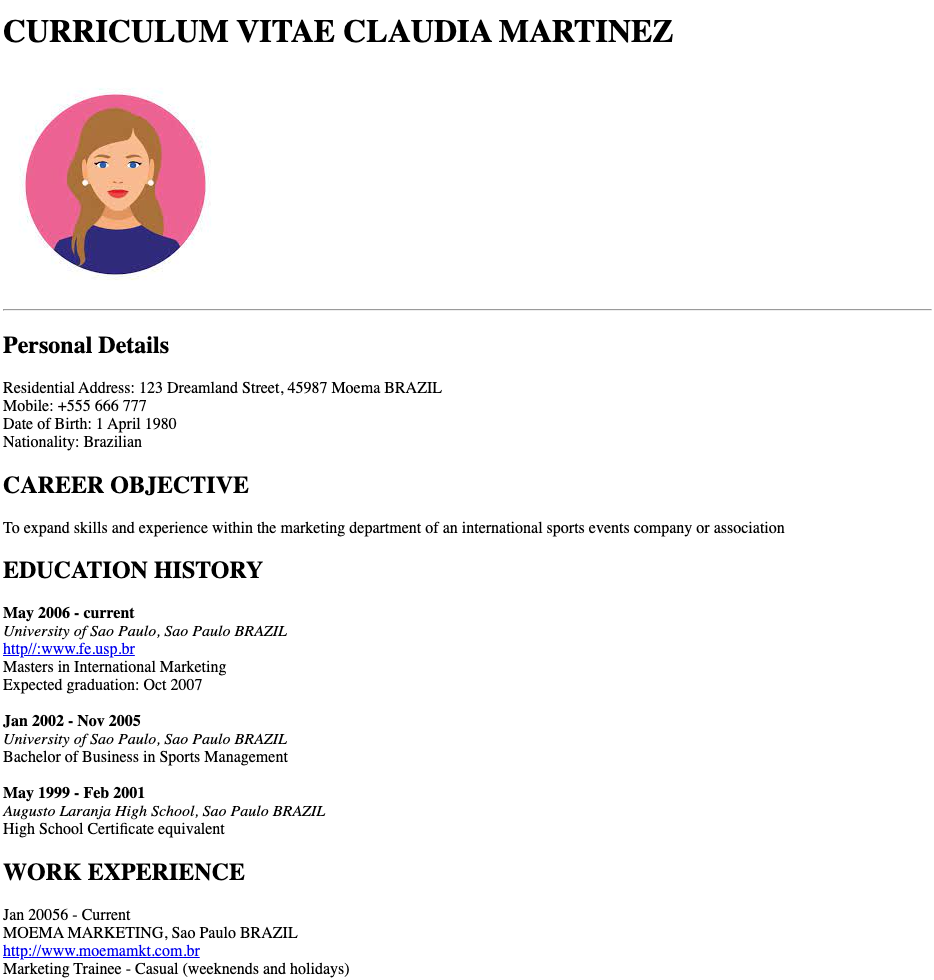 CURRICULUM VITAE CLAUDIA MARTINEZ
Personal Details
Residential Address: 123 Dreamland Street, 45987 Moema BRAZIL
Mobile: +555 666 777
Date of Birth: 1 April 1980
Nationality: Brazilian
CAREER OBJECTIVE
To expand skills and experience within the marketing department of an international sports events company or association
EDUCATION HISTORY
May 2006 - current
University of Sao Paulo, Sao Paulo BRAZIL
http//:www.fe.usp.br
Masters in International Marketing
Expected graduation: Oct 2007
Jan 2002 - Nov 2005
University of Sao Paulo, Sao Paulo BRAZIL
Bachelor of Business in Sports Management
May 1999 - Feb 2001
Augusto Laranja High School, Sao Paulo BRAZIL
High School Certificate equivalent
WORK EXPERIENCE
Jan 20056 - Current
MOEMA MARKETING, Sao Paulo BRAZIL
http://www.moemamkt.com.br
Marketing Trainee - Casual (weeknends and holidays)